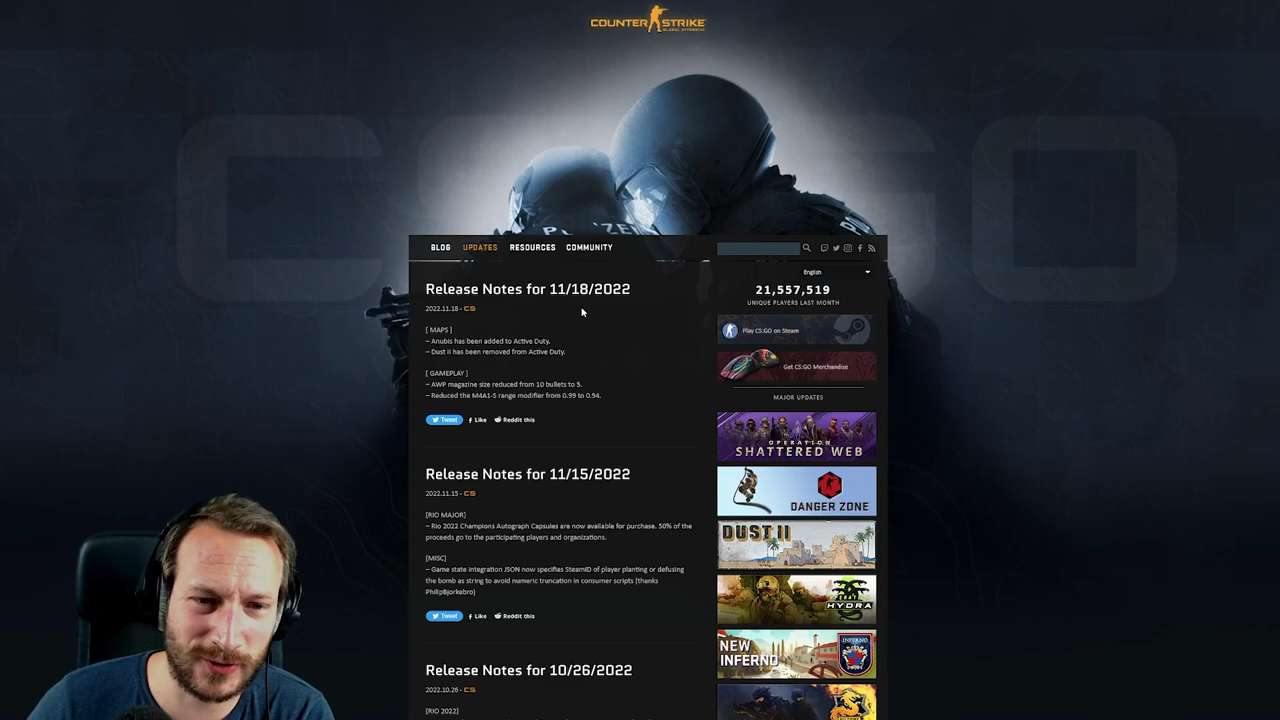 COUNTER STRIKE
GLOBAL OFFENSIVE
CS GO
BLOG UPDATES RESOURCES COMMUNITY
English
Release Notes for 11/18/2022
2022.11.18 - CS
[ MAPS ]
– Anubis has been added to Active Duty.
– Dust II has been removed from Active Duty.
[ GAMEPLAY ]
– AWP magazine size reduced from 10 bullets to 5.
– Reduced the M4A1-S range modifier from 0.99 to 0.94.
Tweet Like Reddit this
Release Notes for 11/15/2022
2022.11.15 - CS
[RIO MAJOR]
– Rio 2022 Champions Autograph Capsules are now available for purchase. 50% of the
proceeds go to the participating players and organizations.
[MISC]
– Game state integration JSON now specifies SteamID of player planting or defusing
the bomb as string to avoid numeric truncation in consumer scripts (thanks
PhilipBjorkebro)
Tweet Like Reddit this
Release Notes for 10/26/2022
2022.10.26 - CS
[RIO 2022]
21,557,519
UNIQUE PLAYERS LAST MONTH
Play CS:GO on Steam
Get CS:GO Merchandise
MAJOR UPDATES
OPERATION
SHATTERED WEB
DANGER ZONE
DUST II
HYDRA
NEW
INFERNO
INFERNO